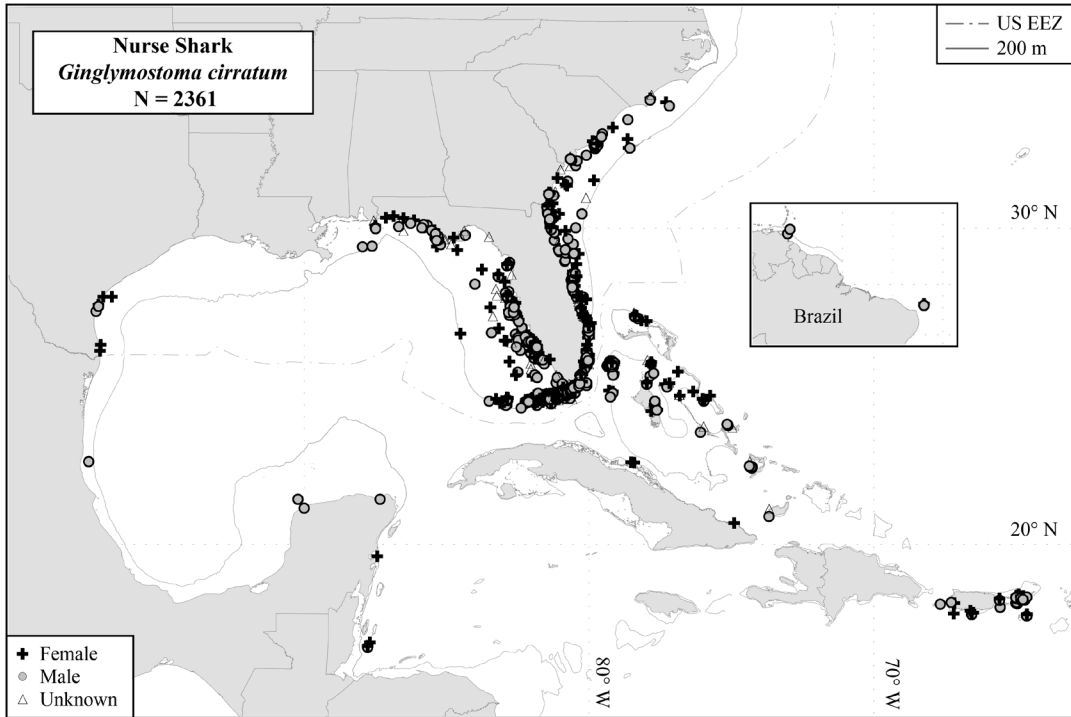 Nurse Shark
Ginglymostoma cirratum
N = 2361
US EEZ
200 m
30° N
Brazil
20° N
80° W
70° W
Female
Male
Unknown